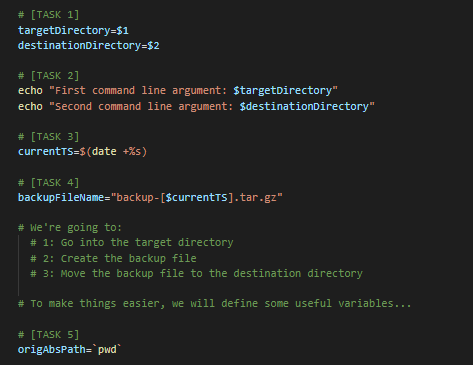 # [TASK 1]
targetDirectory=$1
destinationDirectory=$2
# [TASK 2]
echo "First command line argument: $targetDirectory"
echo "Second command line argument: $destinationDirectory"
# [TASK 3]
currentTS=$(date +%s)
# [TASK 4]
backupFileName="backup-[$currentTS].tar.gz"
# We're going to:
# 1: Go into the target directory
# 2: Create the backup file
# 3: Move the backup file to the destination directory
# To make things easier, we will define some useful variables...
# [TASK 5]
origAbsPath=`pwd`